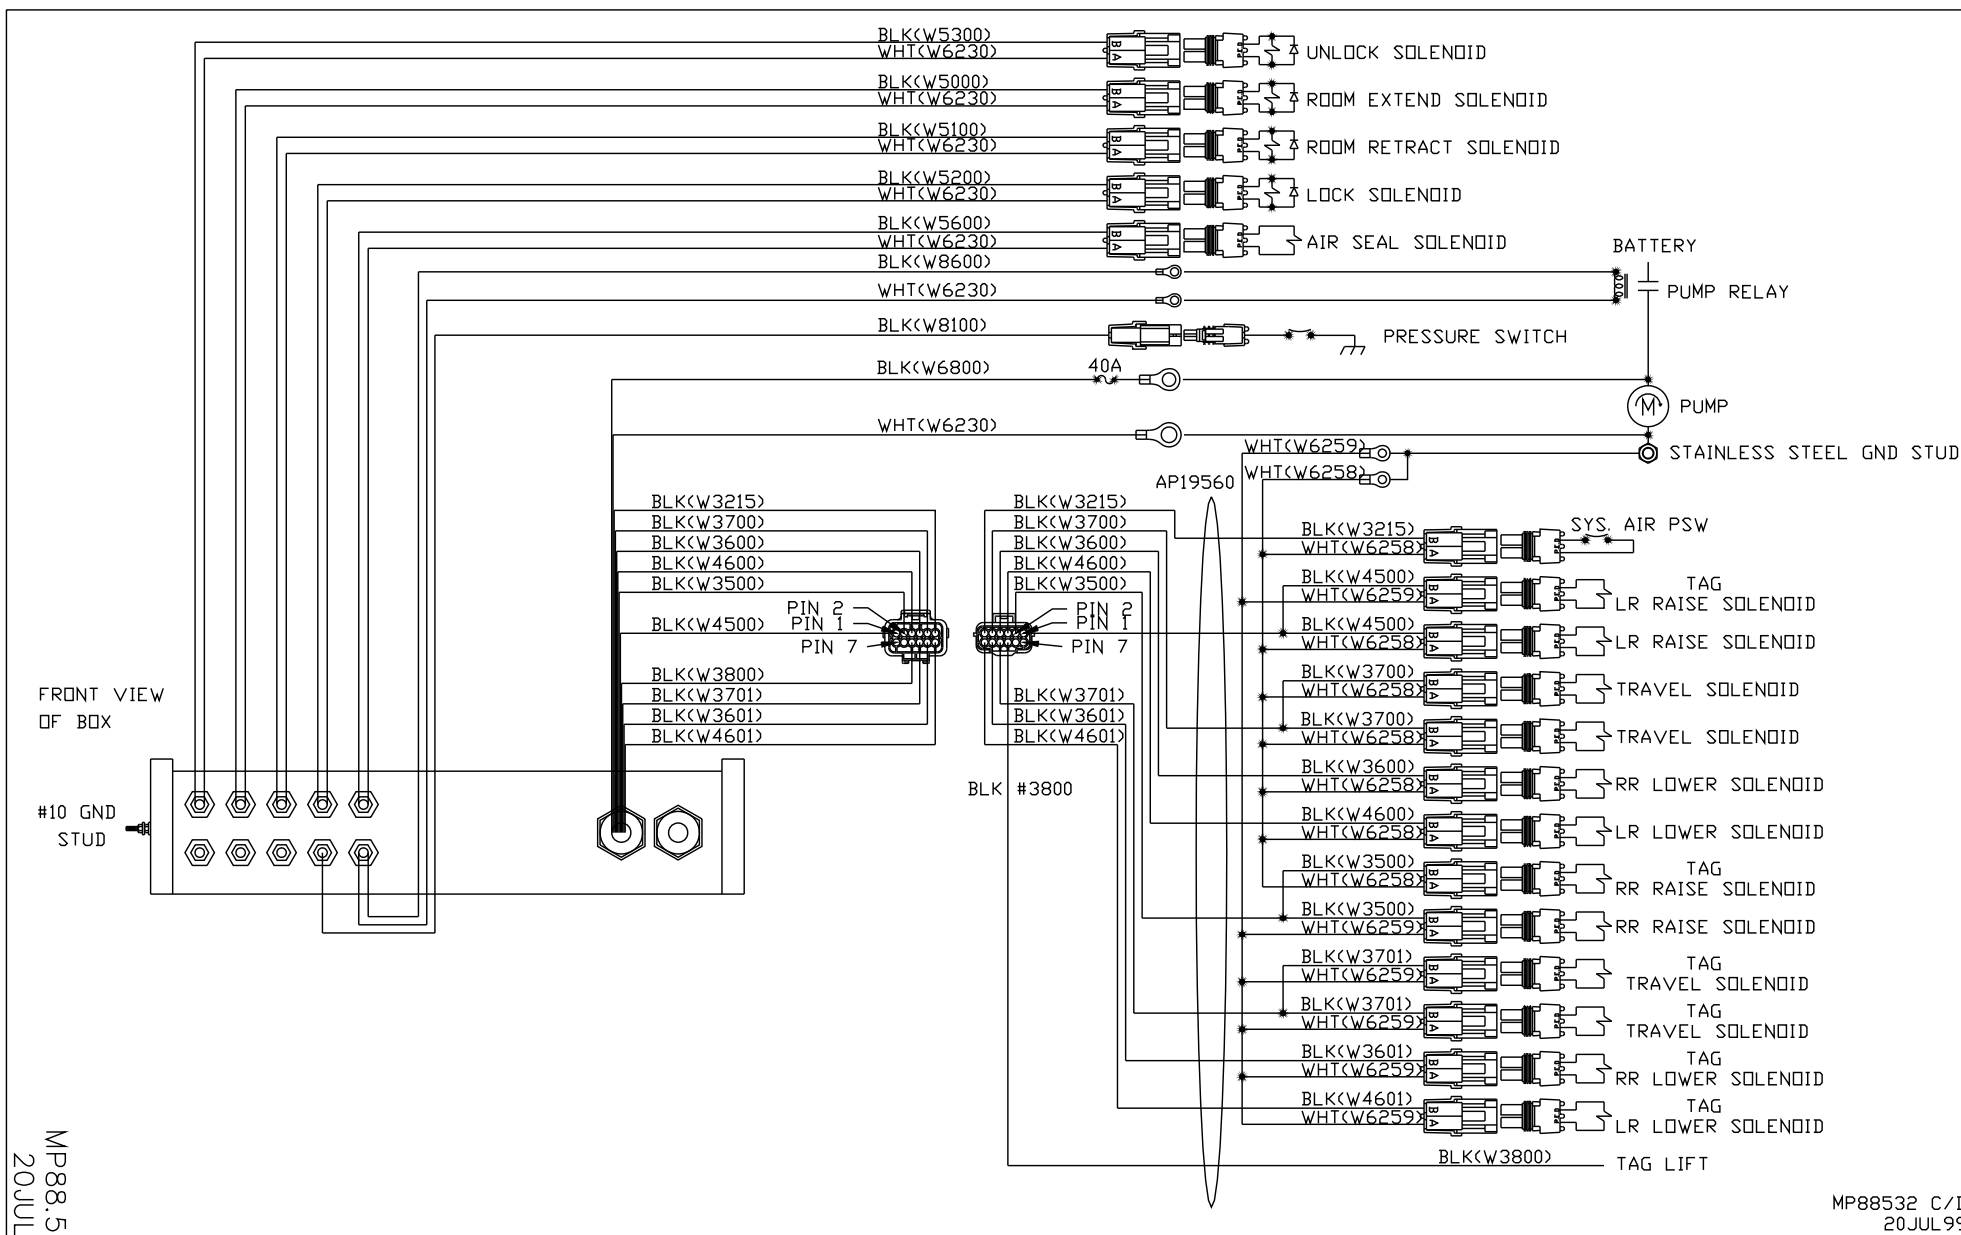 BLK(W5300)
WHT(W6230)
B
A
UNLOCK SOLENOID
BLK(W5000)
WHT(W6230)
B
A
ROOM EXTEND SOLENOID
BLK(W5100)
WHT(W6230)
B
A
ROOM RETRACT SOLENOID
BLK(W5200)
WHT(W6230)
B
A
LOCK SOLENOID
BLK(W5600)
WHT(W6230)
B
A
AIR SEAL SOLENOID
BLK(W8600)
BATTERY
WHT(W6230)
PUMP RELAY
BLK(W8100)
PRESSURE SWITCH
BLK(W6800)
40A
M
PUMP
WHT(W6230)
WHT(W6259)
STAINLESS STEEL GND STUD
WHT(W6258)
AP19560
BLK(W3215)
BLK(W3700)
BLK(W3600)
BLK(W4600)
BLK(W3500)
PIN 2
PIN 1
BLK(W4500)
PIN 7
BLK(W3800)
BLK(W3701)
BLK(W3601)
BLK(W4601)
BLK(W3215)
BLK(W3700)
BLK(W3600)
BLK(W4600)
BLK(W3500)
PIN 2
PIN 1
PIN 7
BLK(W3701)
BLK(W3601)
BLK(W4601)
BLK #3800
BLK(W3215)
WHT(W6258)
B
A
SYS. AIR PSW
BLK(W4500)
WHT(W6259)
B
A
TAG
LR RAISE SOLENOID
BLK(W4500)
WHT(W6258)
B
A
LR RAISE SOLENOID
BLK(W3700)
WHT(W6258)
B
A
TRAVEL SOLENOID
BLK(W3700)
WHT(W6258)
B
A
TRAVEL SOLENOID
BLK(W3600)
WHT(W6258)
B
A
RR LOWER SOLENOID
BLK(W4600)
WHT(W6258)
B
A
LR LOWER SOLENOID
BLK(W3500)
WHT(W6258)
B
A
TAG
RR RAISE SOLENOID
BLK(W3500)
WHT(W6259)
B
A
RR RAISE SOLENOID
BLK(W3701)
WHT(W6259)
B
A
TAG
TRAVEL SOLENOID
BLK(W3701)
WHT(W6259)
B
A
TAG
TRAVEL SOLENOID
BLK(W3601)
WHT(W6259)
B
A
TAG
RR LOWER SOLENOID
BLK(W4601)
WHT(W6259)
B
A
TAG
LR LOWER SOLENOID
BLK(W3800)
TAG LIFT
FRONT VIEW
OF BOX
#10 GND
STUD
MP88.5
20JUL
MP88532 C/
20JUL99